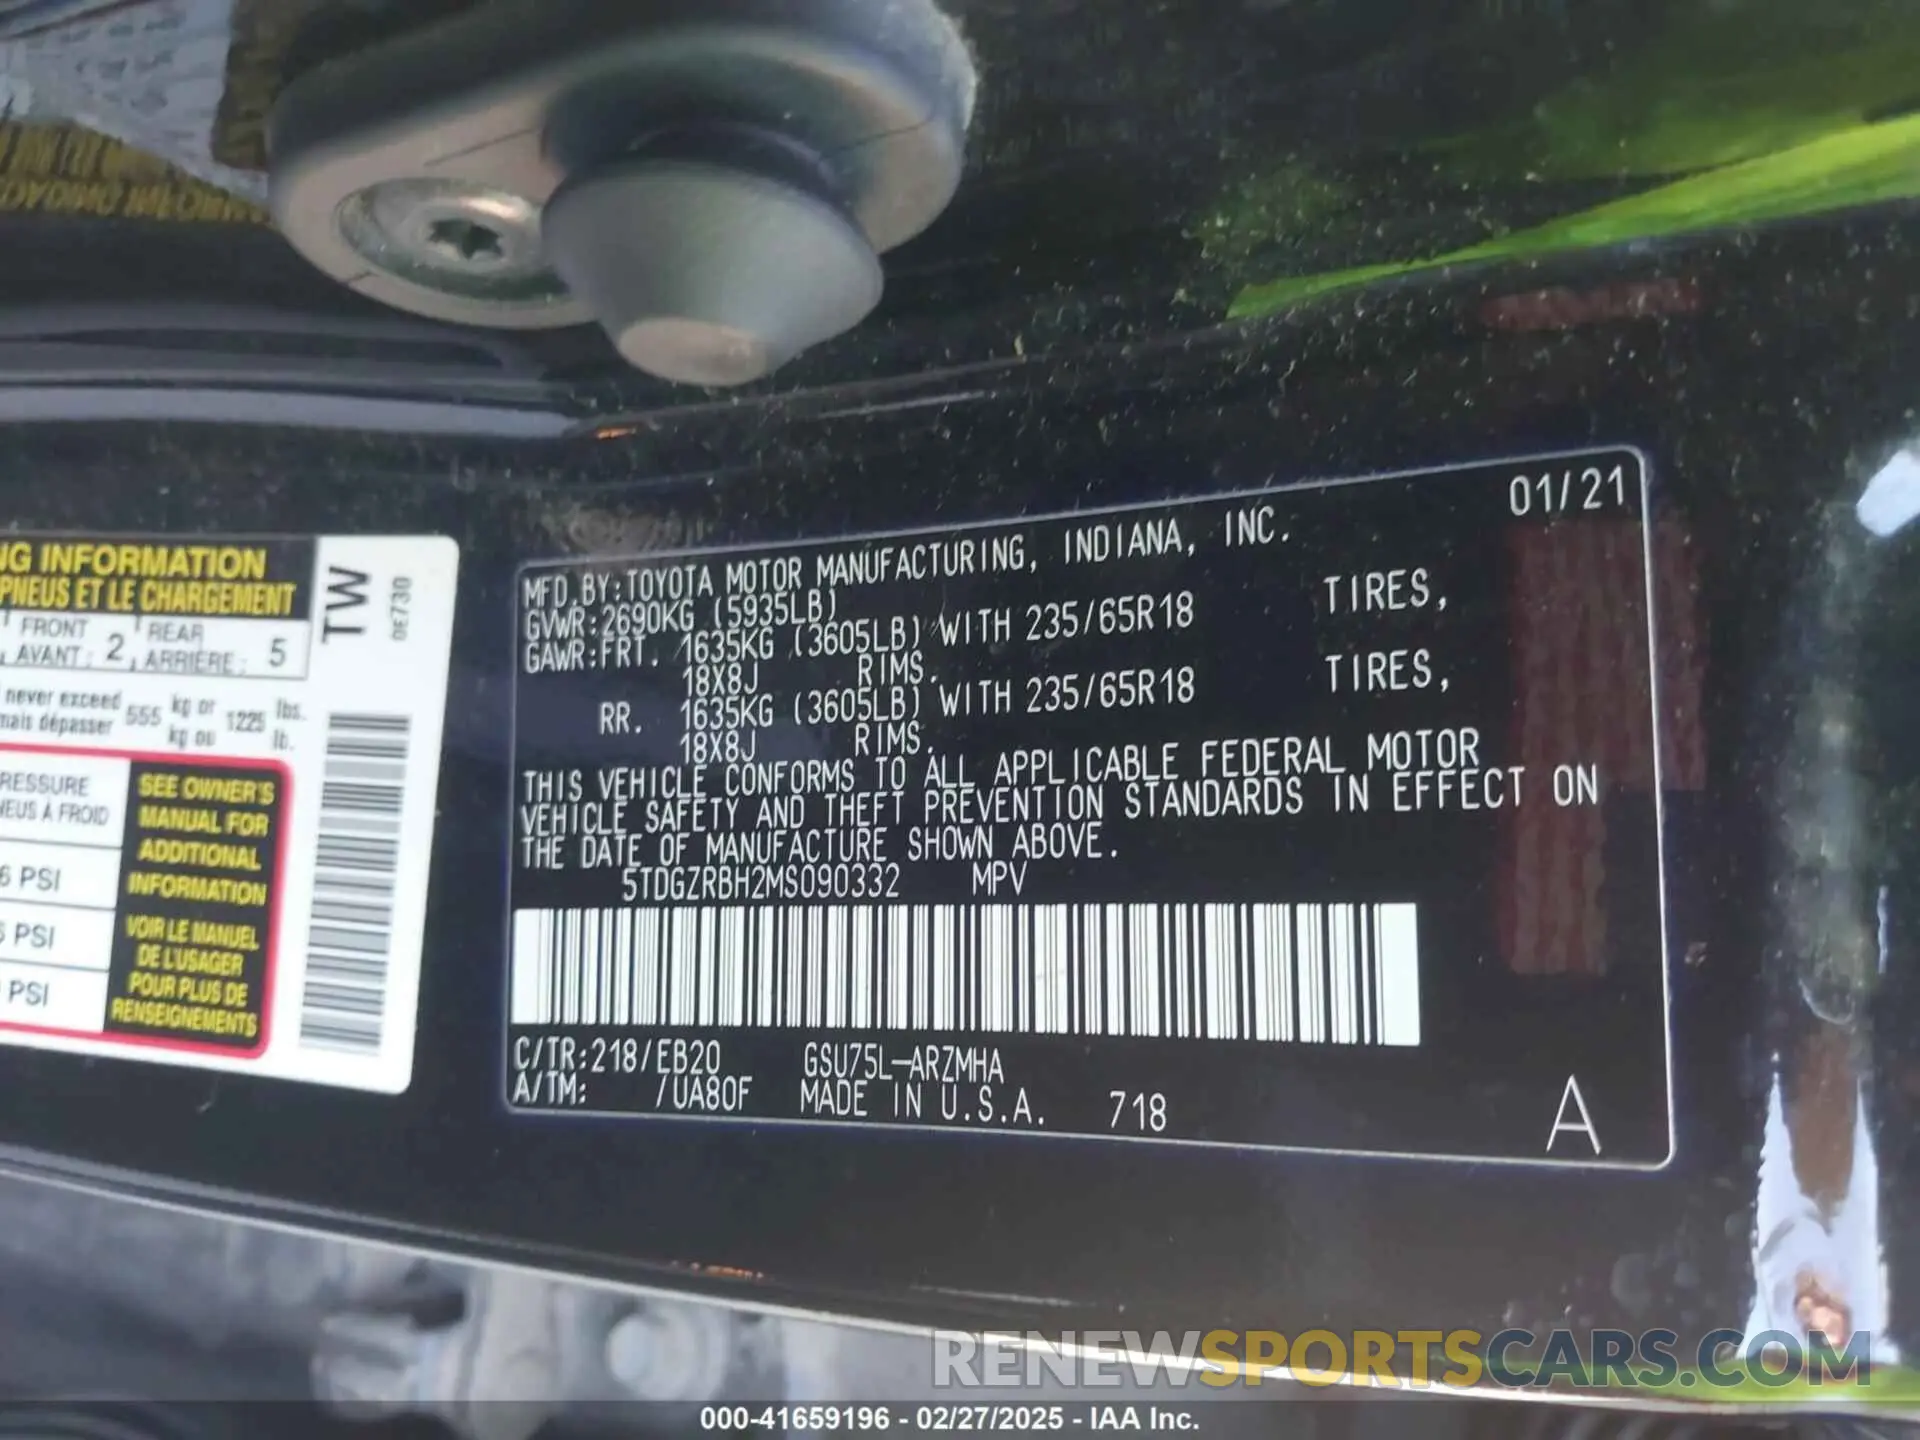 NG INFORMATION
PNEUS ET LE CHARGEMENT
FRONT 2 REAR 5
AVANT : ARRIÈRE :
never exceed 555 kg or 1225 lbs.
mais dépasser kg ou lb.
RESSURE
NEUS À FROID
6 PSI
6 PSI
PSI
SEE OWNER'S
MANUAL FOR
ADDITIONAL
INFORMATION
VOIR LE MANUEL
DE L'USAGER
POUR PLUS DE
RENSEIGNEMENTS
TW
0E730
01/21
MFD.BY:TOYOTA MOTOR MANUFACTURING, INDIANA, INC.
GVWR:2690KG (5935LB)
GAWR:FRT. 1635KG (3605LB) WITH 235/65R18 TIRES,
18X8J RIMS.
RR. 1635KG (3605LB) WITH 235/65R18 TIRES,
18X8J RIMS.
THIS VEHICLE CONFORMS TO ALL APPLICABLE FEDERAL MOTOR
VEHICLE SAFETY AND THEFT PREVENTION STANDARDS IN EFFECT ON
THE DATE OF MANUFACTURE SHOWN ABOVE.
5TDGZRBH2MS090332 MPV
C/TR:218/EB20 GSU75L-ARZMHA
A/TM: /UA80F MADE IN U.S.A. 718
A
RENEWSPORTSCARS.COM
000-41659196 - 02/27/2025 - IAA Inc.